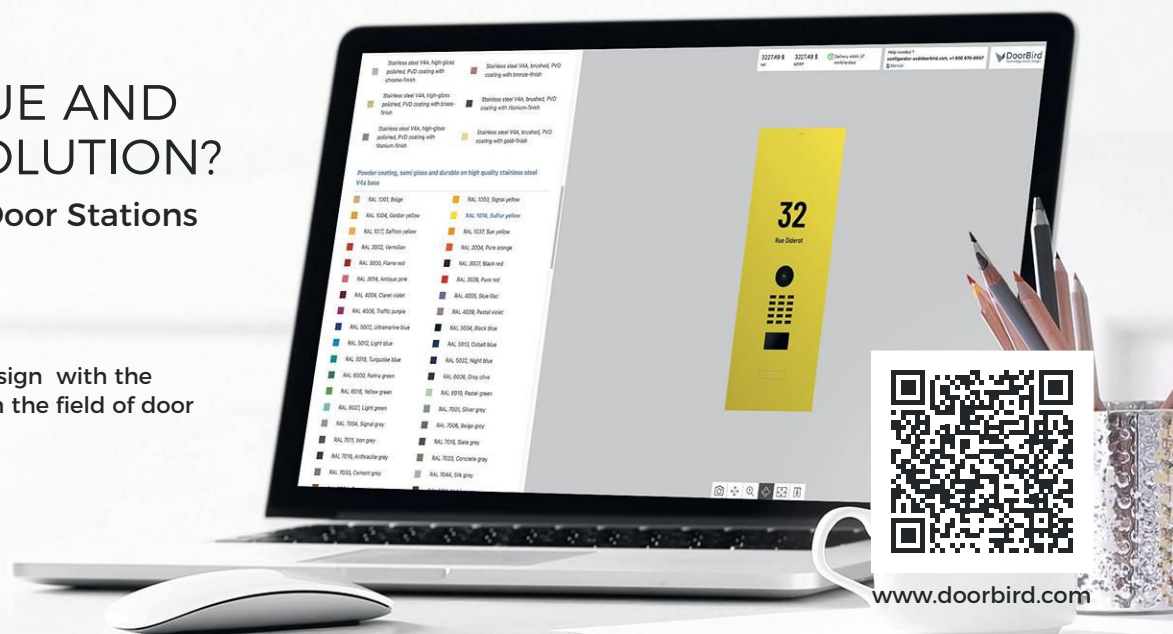 UE AND
OLUTION?
Door Stations
sign with the
n the field of door
Stainless steel V4A, high-gloss
polished, PVD coating with
chrome-finish
Stainless steel V4A, brushed, PVD
coating with bronze-finish
Stainless steel V4A, high-gloss
polished, PVD coating with brass-
finish
Stainless steel V4A, brushed, PVD
coating with titanium-finish
Stainless steel V4A, high-gloss
polished, PVD coating with
titanium-finish
Stainless steel V4A, brushed, PVD
coating with gold-finish
Powder coating, semi gloss and durable on high quality stainless steel
V4a base
RAL 1001, Beige
RAL 1003, Signal yellow
RAL 1004, Golden yellow
RAL 1016, Sulfur yellow
RAL 1017, Saffron yellow
RAL 1037, Sun yellow
RAL 2002, Vermilion
RAL 2004, Pure orange
RAL 3000, Flame red
RAL 3007, Black red
RAL 3014, Antique pink
RAL 3028, Pure red
RAL 4004, Claret violet
RAL 4005, Blue lilac
RAL 4006, Traffic purple
RAL 4009, Pastel violet
RAL 5002, Ultramarine blue
RAL 5004, Black blue
RAL 5012, Light blue
RAL 5013, Cobalt blue
RAL 5018, Turquoise blue
RAL 5022, Night blue
RAL 6000, Patina green
RAL 6006, Grey olive
RAL 6018, Yellow green
RAL 6019, Pastel green
RAL 6027, Light green
RAL 7001, Silver grey
RAL 7004, Signal grey
RAL 7006, Beige grey
RAL 7011, Iron grey
RAL 7015, Slate grey
RAL 7016, Anthracite grey
RAL 7023, Concrete grey
RAL 7033, Cement grey
RAL 7044, Silk grey
3227.49 $
3227.49 $
Delivery within 37
working days
Help needed ?
Manuals
DoorBird
32
Rue Diderot
www.doorbird.com